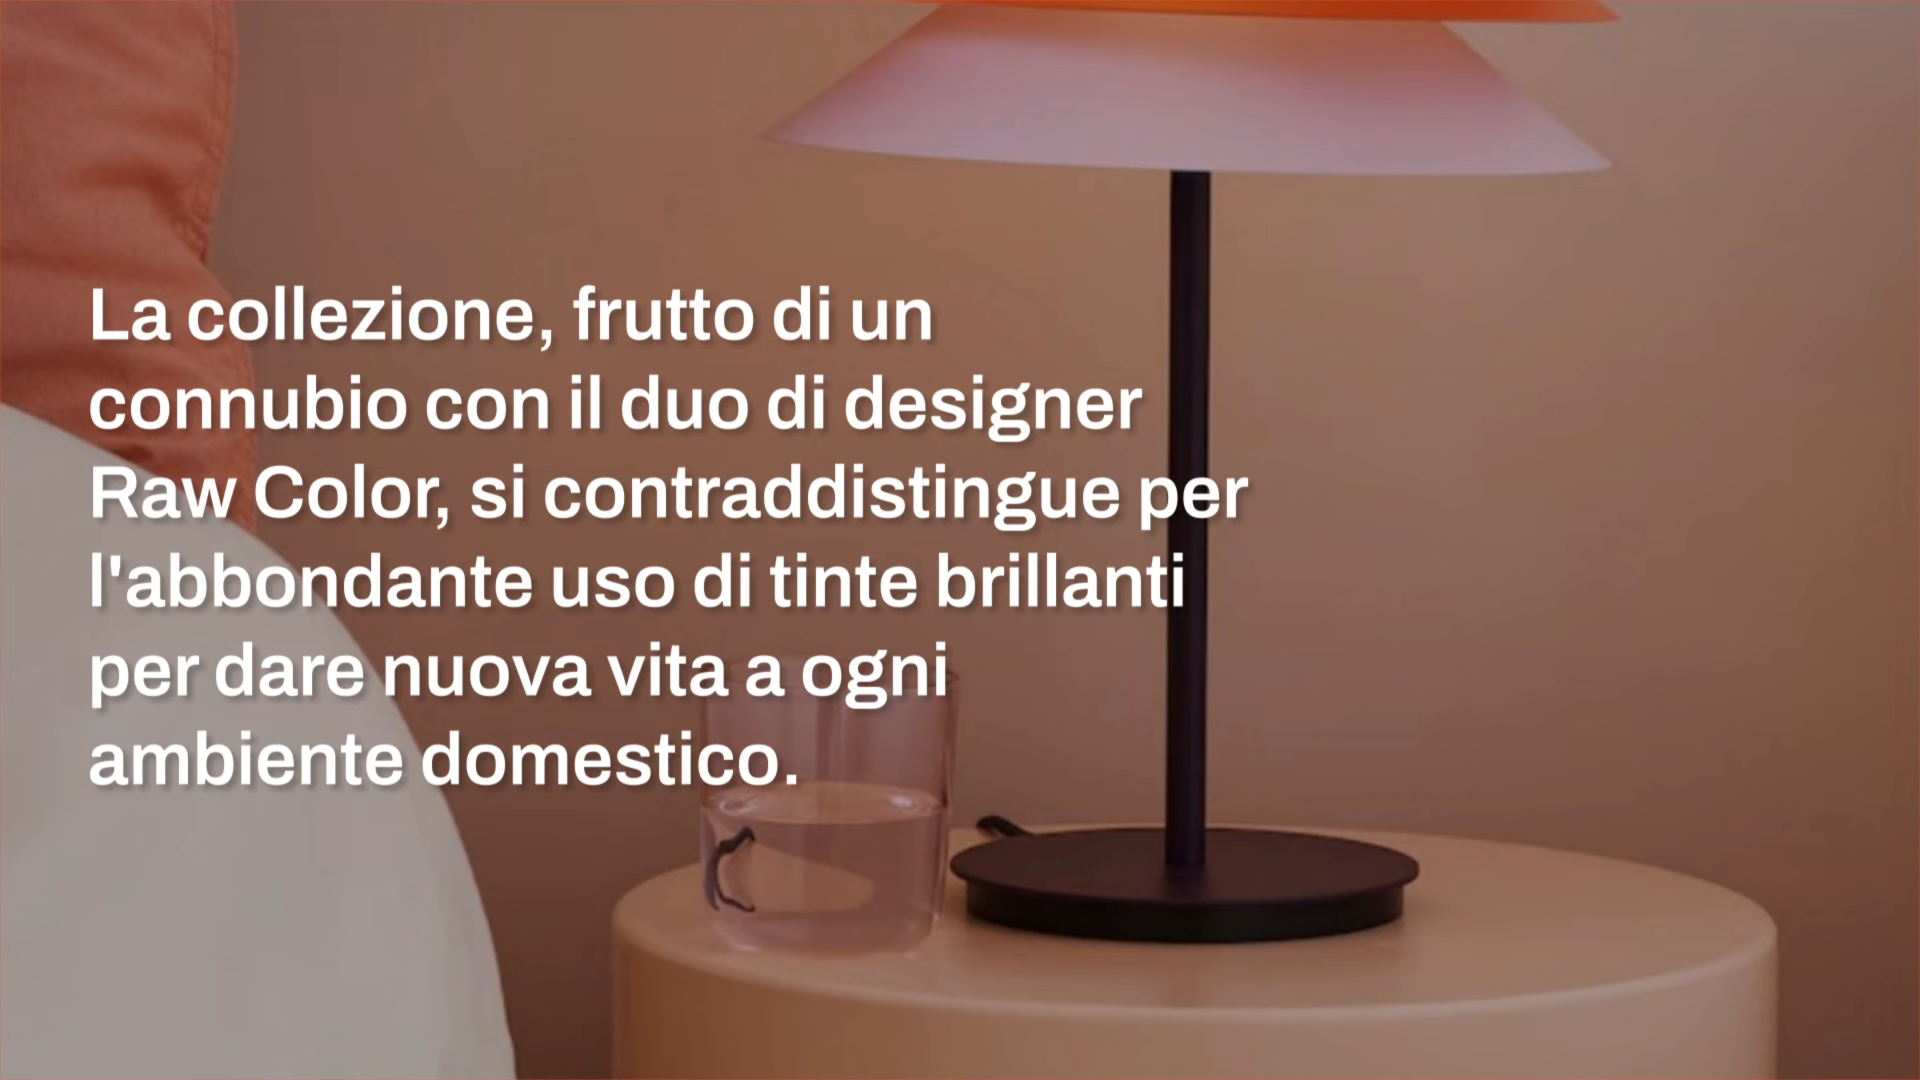 La collezione, frutto di un
connubio con il duo di designer
Raw Color, si contraddistingue per
l'abbondante uso di tinte brillanti
per dare nuova vita a ogni
ambiente domestico.